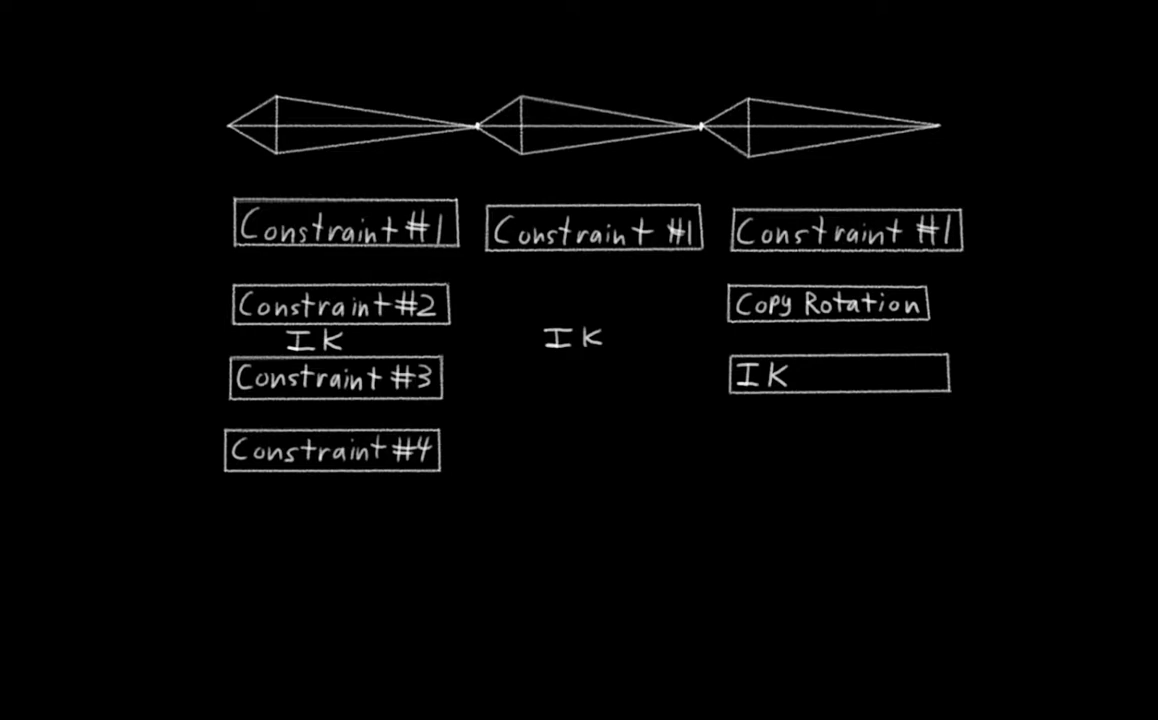 Constraint #1
Constraint #1
Constraint #1
Constraint #2
IK
Constraint #3
Constraint #4
IK
Copy Rotation
IK